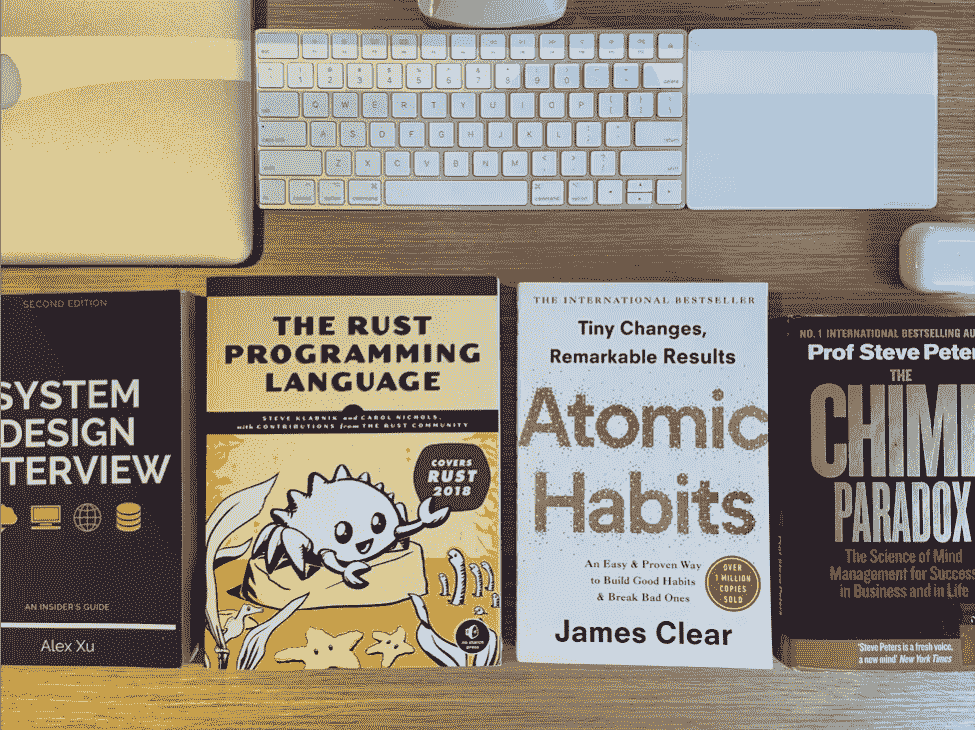 Q W E R T Y U I O P
A S D F G H J K L
Z X C V B N M
SECOND EDITION
SYSTEM
DESIGN
TERVIEW
AN INSIDER'S GUIDE
Alex Xu
THE RUST
PROGRAMMING
LANGUAGE
STEVE KLABNIK and CAROL NICHOLS,
with CONTRIBUTIONS from THE RUST COMMUNITY
COVERS
RUST
2018
no starch
press
THE INTERNATIONAL BESTSELLER
Tiny Changes,
Remarkable Results
Atomic
Habits
An Easy & Proven Way
to Build Good Habits
& Break Bad Ones
OVER
1 MILLION
COPIES
SOLD
James Clear
NO. 1 INTERNATIONAL BESTSELLING AU
Prof Steve Peter
THE
CHIM
PARADOX
The Science of Mind
Management for Success
in Business and in Life
'Steve Peters is a fresh voice,
a new mind' New York Times